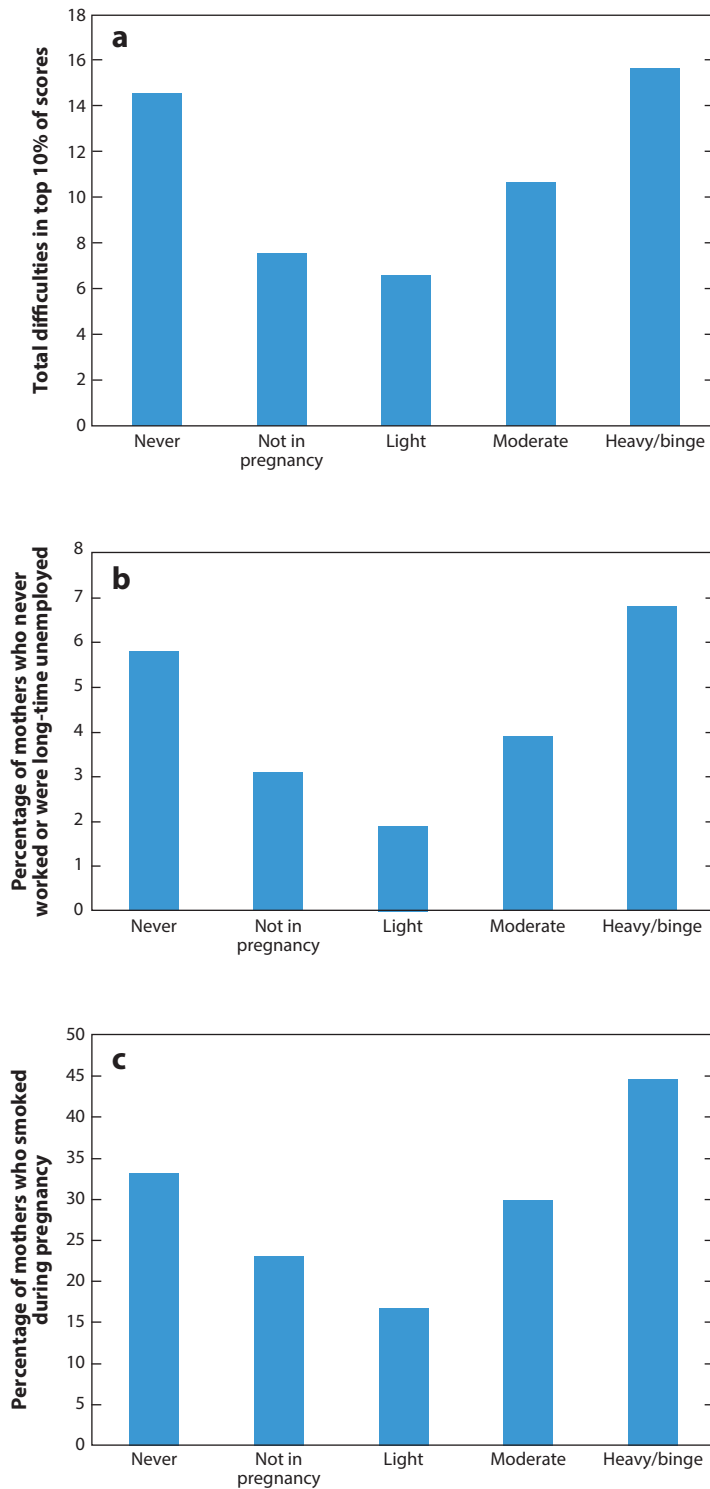 a
Total difficulties in top 10% of scores
18
16
14
12
10
8
6
4
2
0
Never
Not in
pregnancy
Light
Moderate
Heavy/binge
b
Percentage of mothers who never
worked or were long-time unemployed
8
7
6
5
4
3
2
1
0
Never
Not in
pregnancy
Light
Moderate
Heavy/binge
c
Percentage of mothers who smoked
during pregnancy
50
45
40
35
30
25
20
15
10
5
0
Never
Not in
pregnancy
Light
Moderate
Heavy/binge